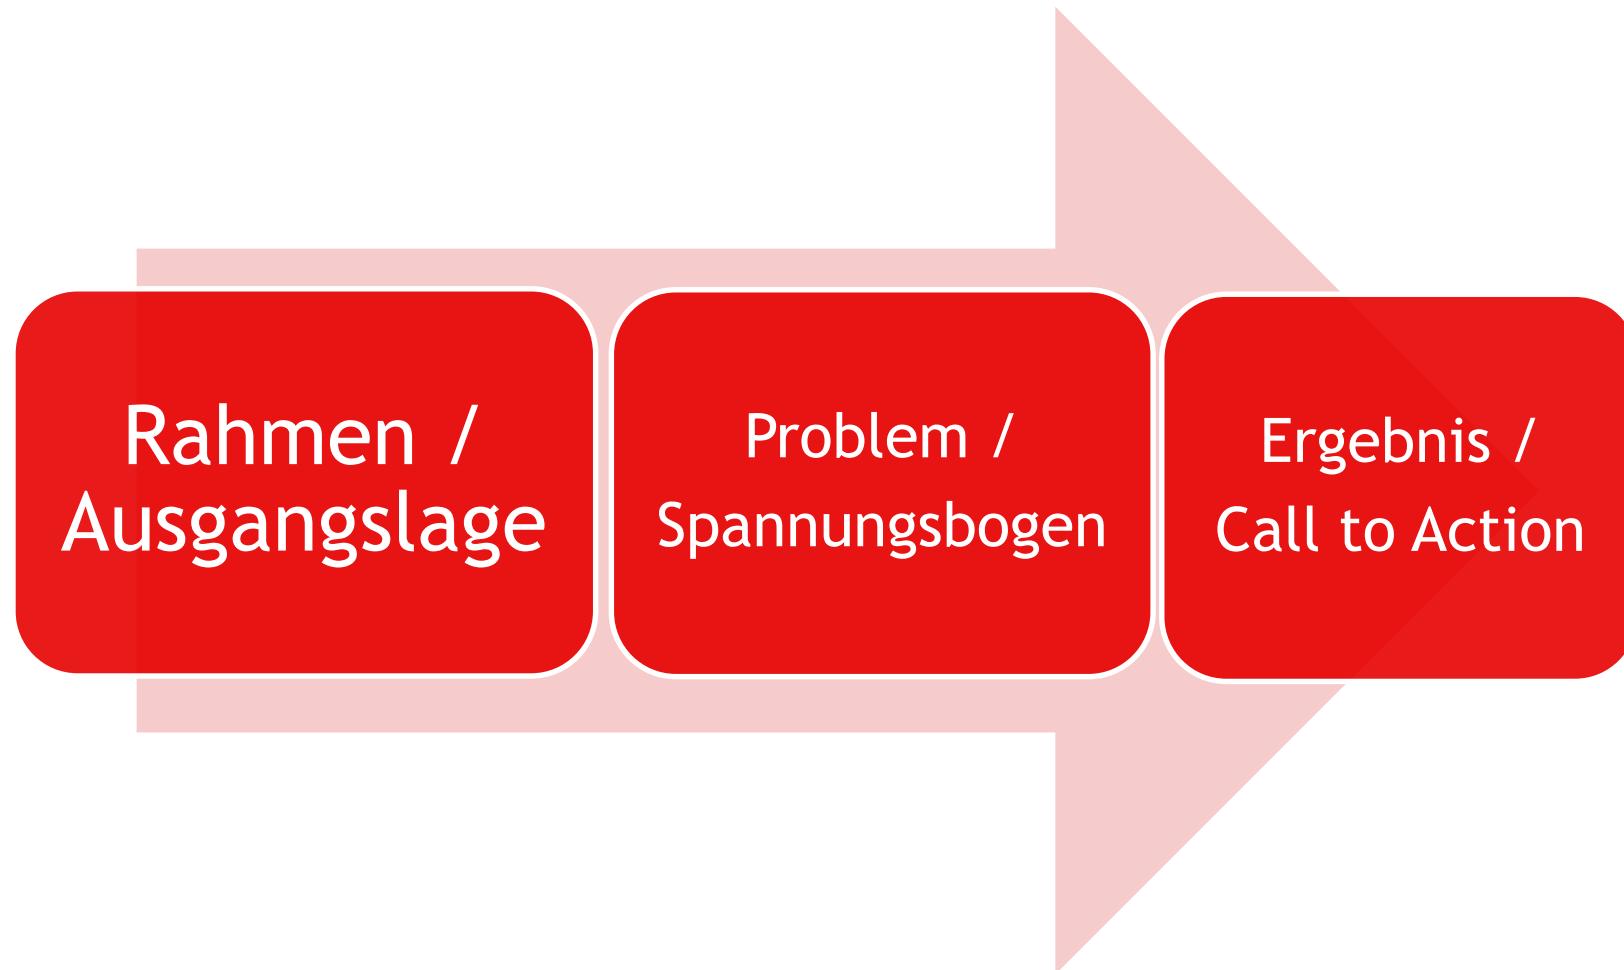 Rahmen /
Ausgangslage
Problem /
Spannungsbogen
Ergebnis /
Call to Action